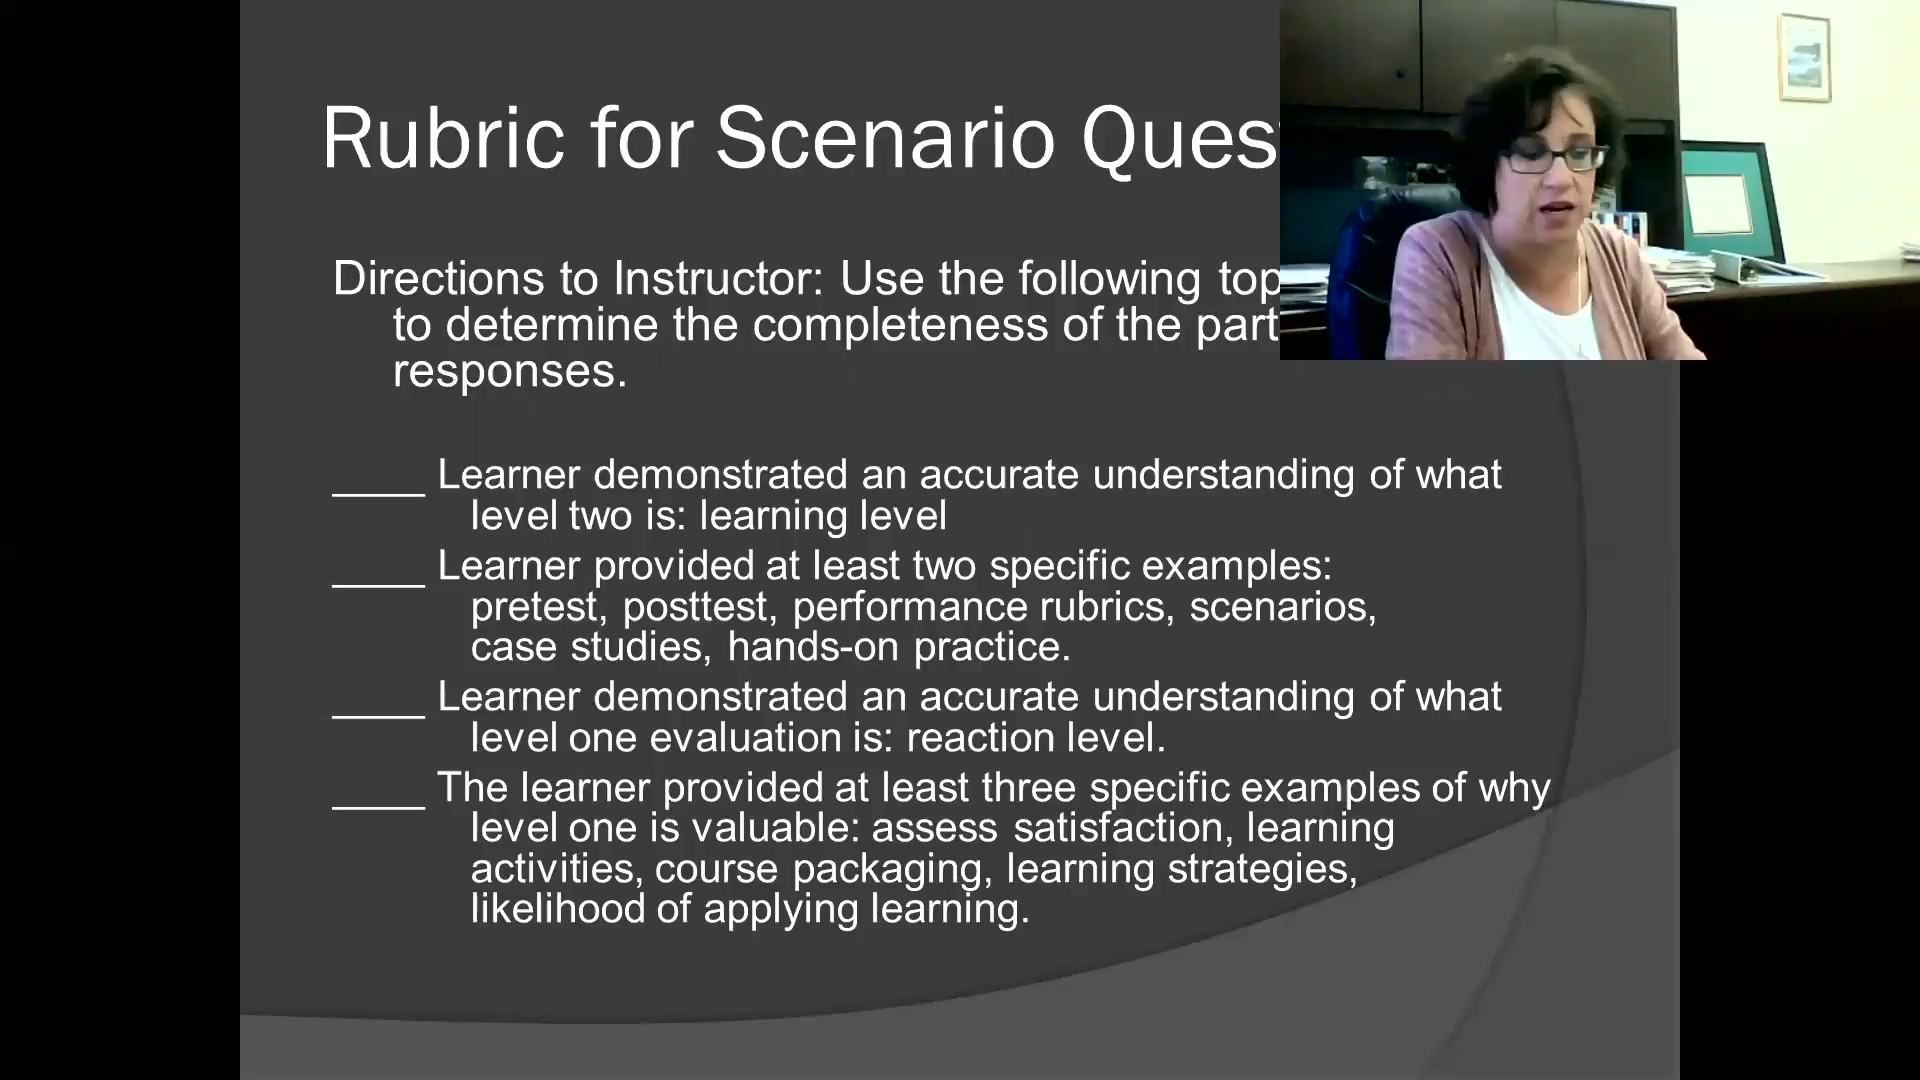 Rubric for Scenario Ques
Directions to Instructor: Use the following top
to determine the completeness of the part
responses.
____ Learner demonstrated an accurate understanding of what
level two is: learning level
____ Learner provided at least two specific examples:
pretest, posttest, performance rubrics, scenarios,
case studies, hands-on practice.
____ Learner demonstrated an accurate understanding of what
level one evaluation is: reaction level.
____ The learner provided at least three specific examples of why
level one is valuable: assess satisfaction, learning
activities, course packaging, learning strategies,
likelihood of applying learning.